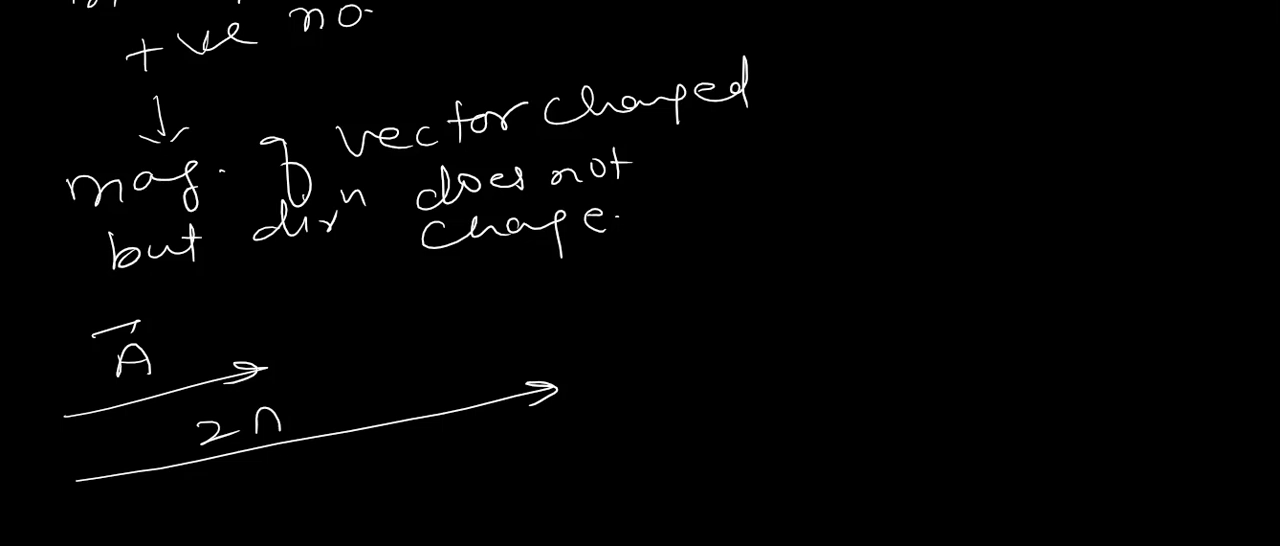 +ve no.
mag. of vector changed
but dirⁿ does not
change.
A
2A